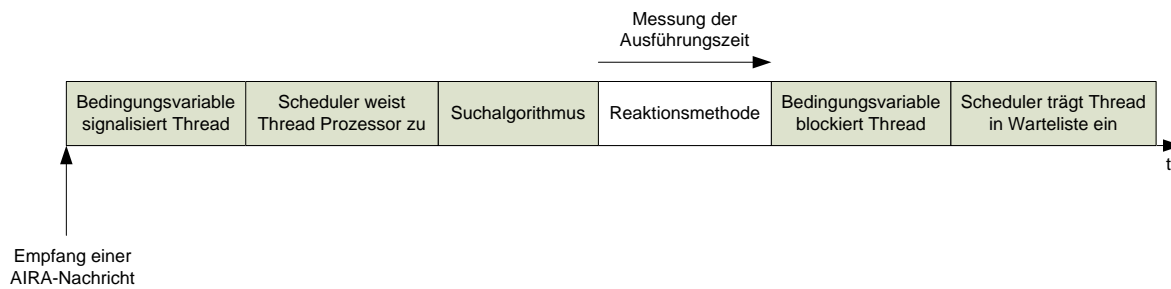 Messung der
Ausführungszeit
Bedingungsvariable
signalisiert Thread
Scheduler weist
Thread Prozessor zu
Suchalgorithmus
Reaktionsmethode
Bedingungsvariable
blockiert Thread
Scheduler trägt Thread
in Warteliste ein
t
Empfang einer
AIRA-Nachricht